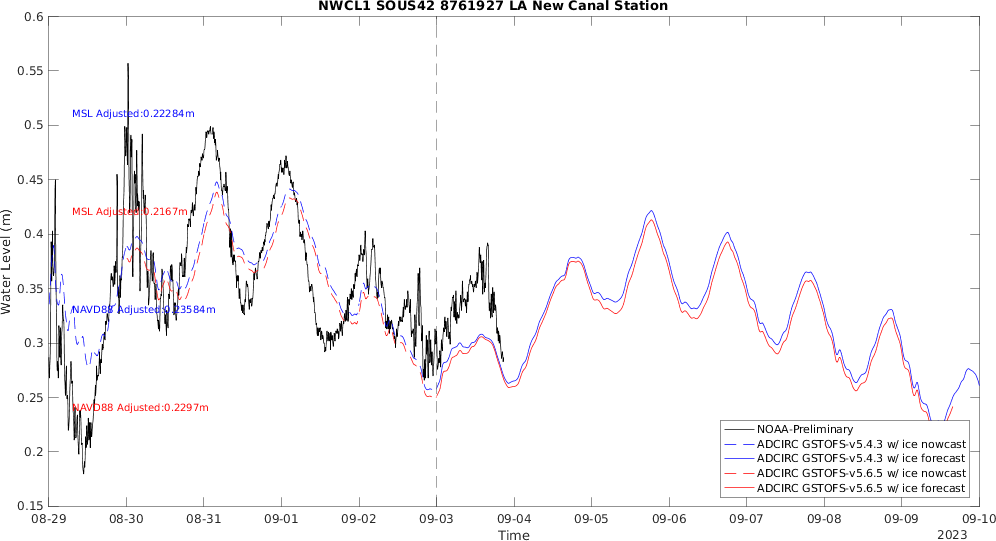 NWCL1 SOUS42 8761927 LA New Canal Station
Water Level (m)
0.6
0.55
0.5
0.45
0.4
0.35
0.3
0.25
0.2
0.15
MSL Adjusted:0.22284m
MSL Adjusted:0.2167m
NAVD88 Adjusted:0.23584m
NAVD88 Adjusted:0.2297m
NOAA-Preliminary
ADCIRC GSTOFS-v5.4.3 w/ ice nowcast
ADCIRC GSTOFS-v5.4.3 w/ ice forecast
ADCIRC GSTOFS-v5.6.5 w/ ice nowcast
ADCIRC GSTOFS-v5.6.5 w/ ice forecast
08-29 08-30 08-31 09-01 09-02 09-03 09-04 09-05 09-06 09-07 09-08 09-09 09-10
Time
2023